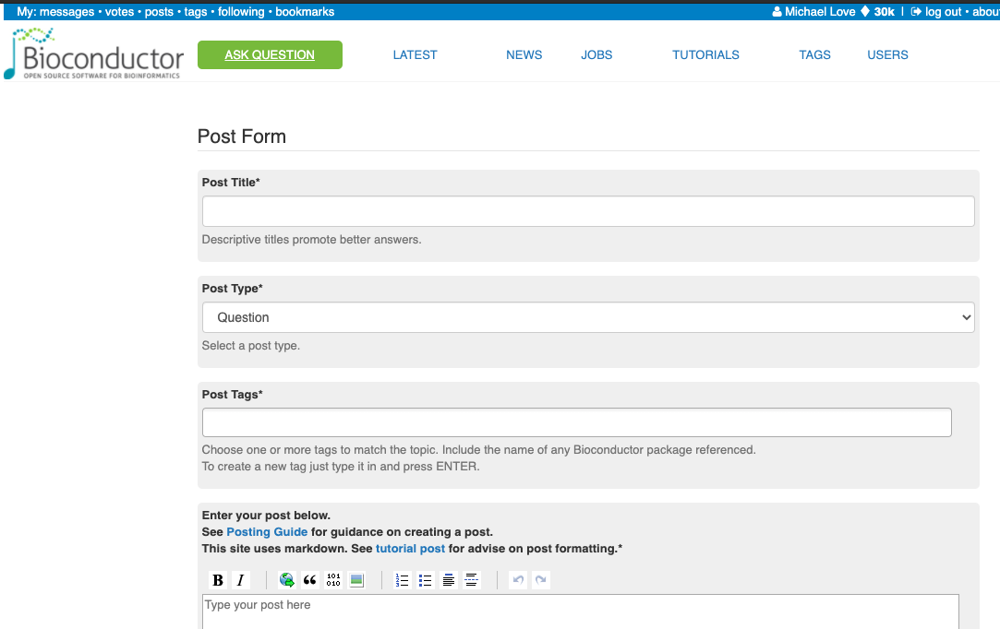 My: messages • votes • posts • tags • following • bookmarks
Michael Love ♦ 30k | log out • abou
Bioconductor
OPEN SOURCE SOFTWARE FOR BIOINFORMATICS
ASK QUESTION LATEST NEWS JOBS TUTORIALS TAGS USERS
Post Form
Post Title*
Descriptive titles promote better answers.
Post Type*
Question
Select a post type.
Post Tags*
Choose one or more tags to match the topic. Include the name of any Bioconductor package referenced.
To create a new tag just type it in and press ENTER.
Enter your post below.
See Posting Guide for guidance on creating a post.
This site uses markdown. See tutorial post for advise on post formatting.*
B I “ 101 010 1 2 3
Type your post here